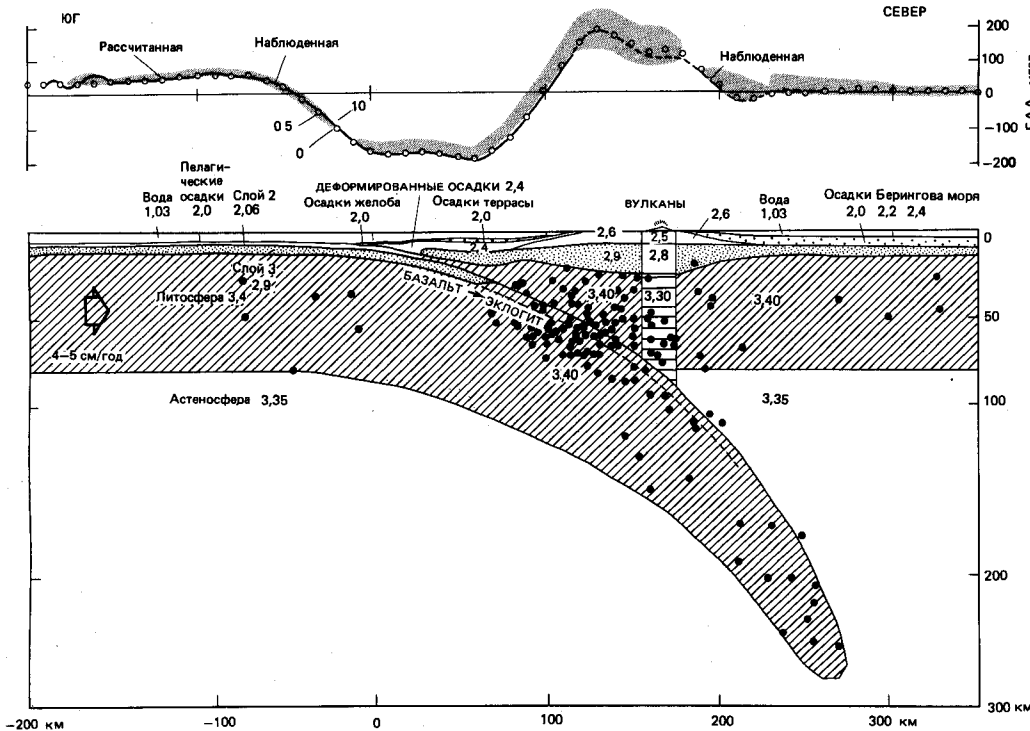 ЮГ
СЕВЕР
Рассчитанная
Наблюденная
Наблюденная
200
100
0
−100
−200
10
0 5
0
Пелаги-
ческие
осадки
2,0
Вода
1,03
Слой 2
2,06
ДЕФОРМИРОВАННЫЕ ОСАДКИ 2,4
Осадки желоба
2,0
Осадки террасы
2,0
ВУЛКАНЫ
2,6
Вода
1,03
Осадки Берингова моря
2,0 2,2 2,4
2,6
2,5
2,4
2,9
2,8
0
Слой 3
2,9
Литосфера 3,4
БАЗАЛЬТ
ЭКЛОГИТ
3,40
3,30
3,40
50
4–5 см/год
3,40
Астеносфера 3,35
3,35
100
200
300 км
−200 км
−100
0
100 км
200 км
300 км